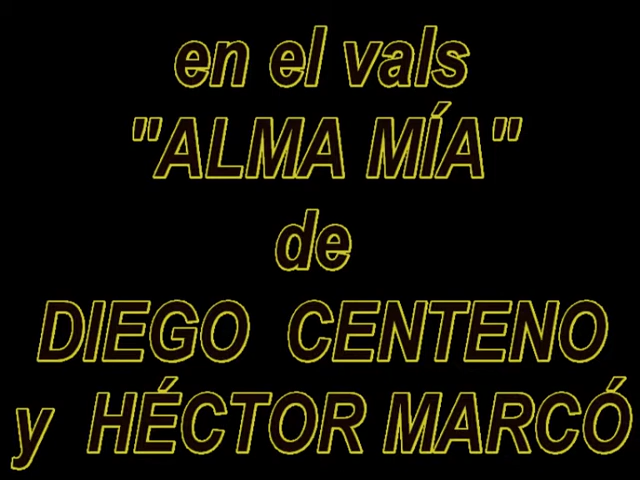 en el vals
"ALMA MÍA"
de
DIEGO CENTENO
y HÉCTOR MARCÓ